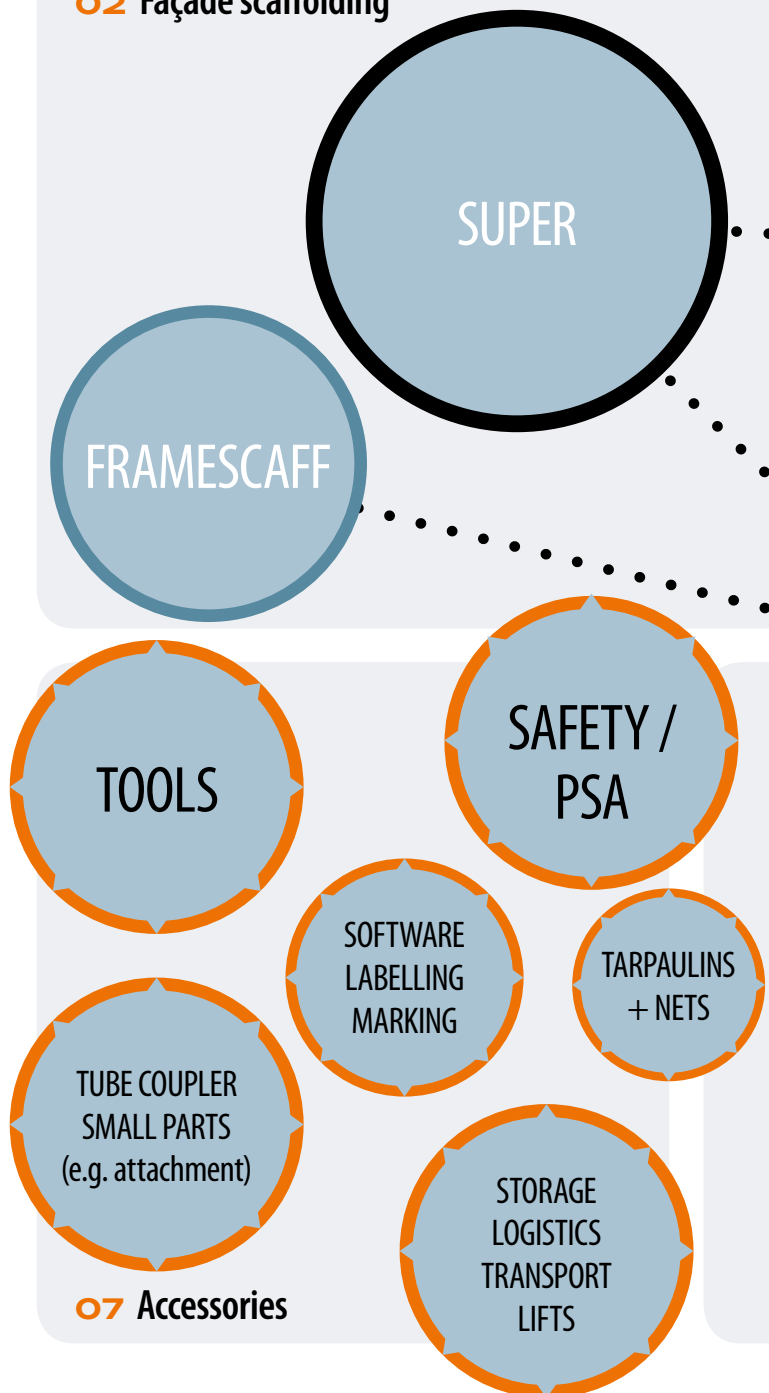 02 Façade scaffolding
SUPER
FRAMESCAFF
SAFETY /
PSA
TOOLS
SOFTWARE
LABELLING
MARKING
TARPAULINS
+ NETS
TUBE COUPLER
SMALL PARTS
(e.g. attachment)
STORAGE
LOGISTICS
TRANSPORT
LIFTS
07 Accessories